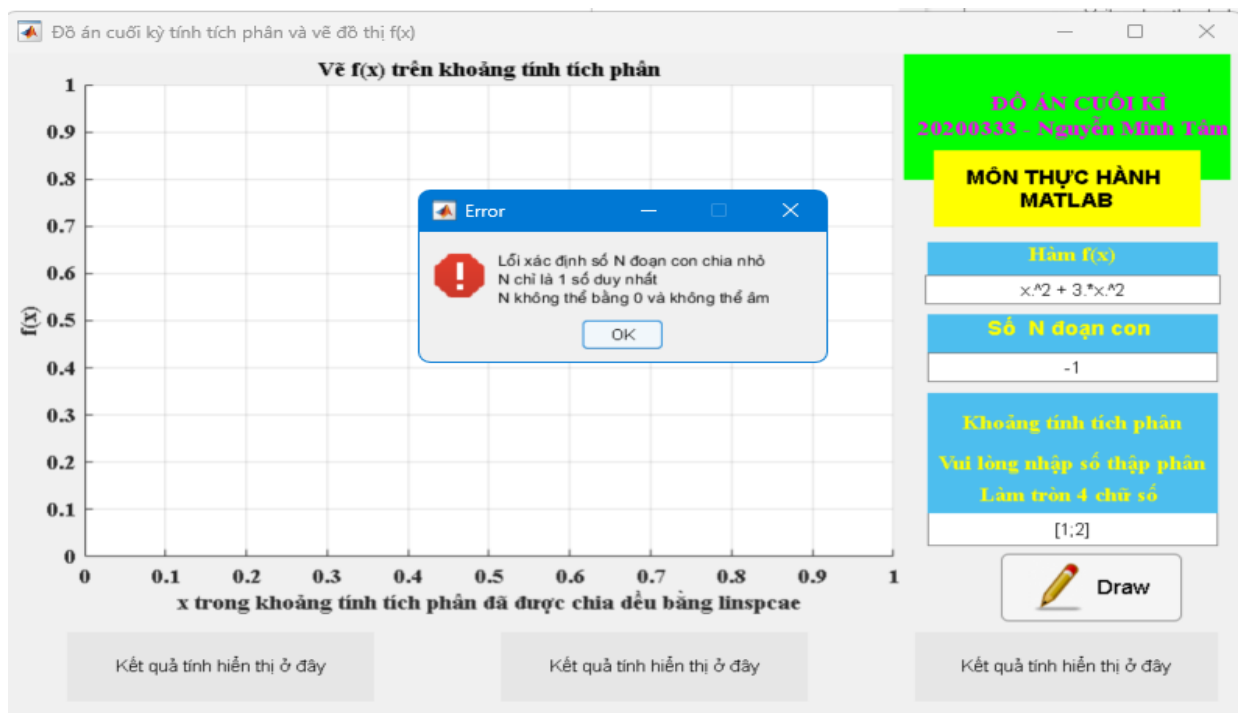 Đồ án cuối kỳ tính tích phân và vẽ đồ thị f(x)
Vẽ f(x) trên khoảng tính tích phân
1
0.9
0.8
0.7
0.6
0.5
0.4
0.3
0.2
0.1
0
f(x)
0 0.1 0.2 0.3 0.4 0.5 0.6 0.7 0.8 0.9 1
x trong khoảng tính tích phân đã được chia đều bằng linspcae
Error
Lỗi xác định số N đoạn con chia nhỏ
N chỉ là 1 số duy nhất
N không thể bằng 0 và không thể âm
OK
ĐỒ ÁN CUỐI KÌ
20200333 - Nguyễn Minh Tâm
MÔN THỰC HÀNH
MATLAB
Hàm f(x)
x.^2 + 3.*x.^2
Số N đoạn con
-1
Khoảng tính tích phân
Vui lòng nhập số thập phân
Làm tròn 4 chữ số
[1;2]
Draw
Kết quả tính hiển thị ở đây
Kết quả tính hiển thị ở đây
Kết quả tính hiển thị ở đây